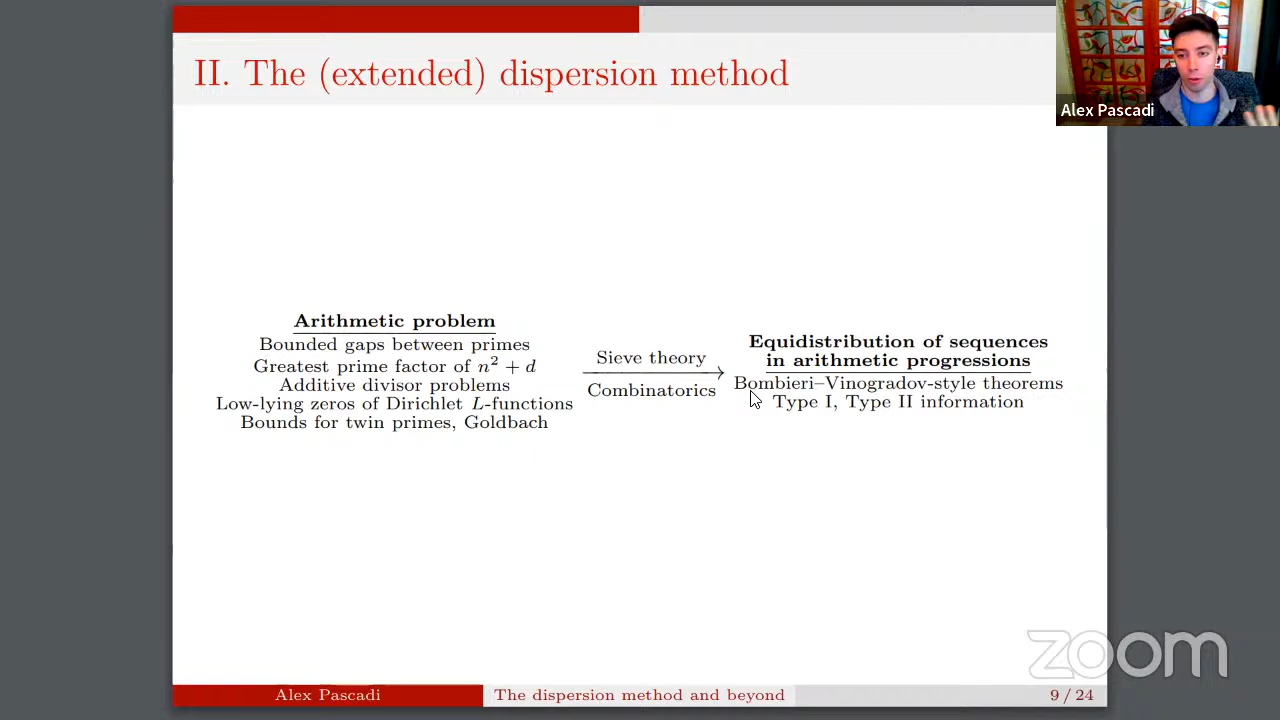 II. The (extended) dispersion method
Alex Pascadi
Arithmetic problem
Bounded gaps between primes
Greatest prime factor of n² + d
Additive divisor problems
Low-lying zeros of Dirichlet L-functions
Bounds for twin primes, Goldbach
Sieve theory
Combinatorics
Equidistribution of sequences
in arithmetic progressions
Bombieri–Vinogradov-style theorems
Type I, Type II information
zoom
Alex Pascadi
The dispersion method and beyond
9 / 24